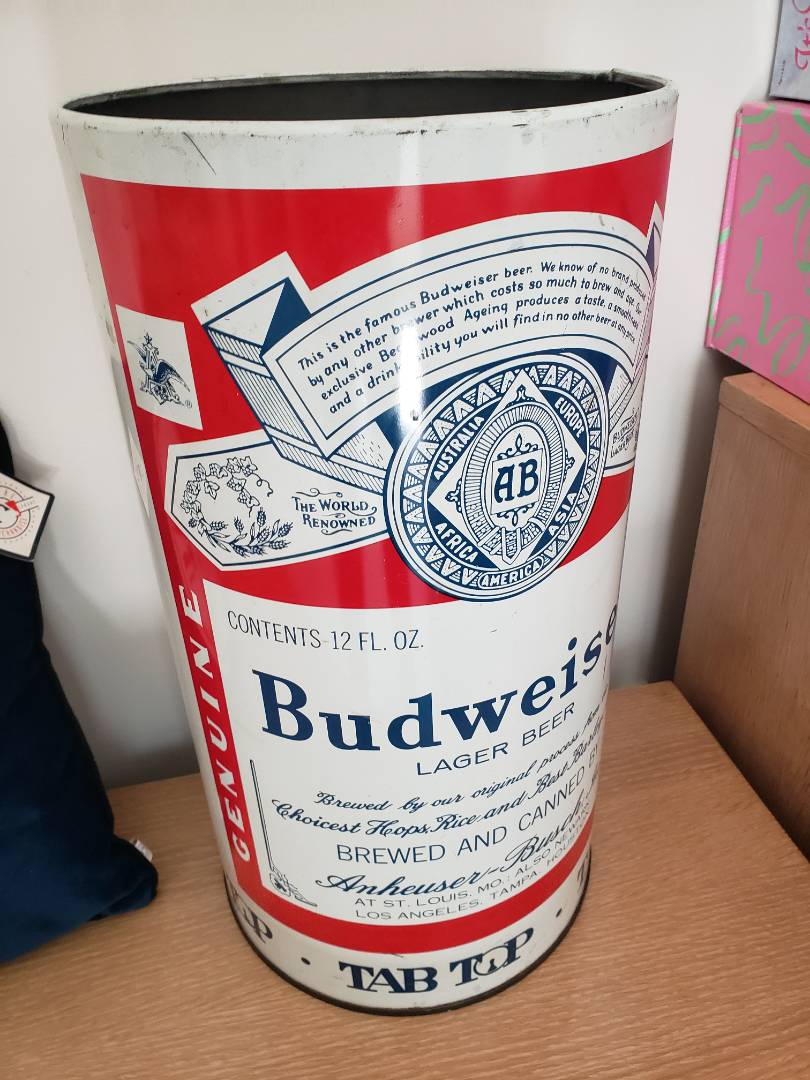 This is the famous Budweiser beer. We know of no brand produced
by any other brewer which costs so much to brew and age. Our
exclusive Beechwood Ageing produces a taste, a smoothness
and a drinkability you will find in no other beer at any price.
AUSTRALIA
EUROPE
AB
AFRICA
ASIA
AMERICA
THE WORLD
RENOWNED
GENUINE
CONTENTS-12 FL. OZ.
Budweise
LAGER BEER
Brewed by our original process
Choicest Hops, Rice and Best Barley
BREWED AND CANNED BY
Anheuser-Busch
AT ST. LOUIS, MO.; ALSO NEWARK
LOS ANGELES, TAMPA, HOUSTON
TOP • TAB TOP • T